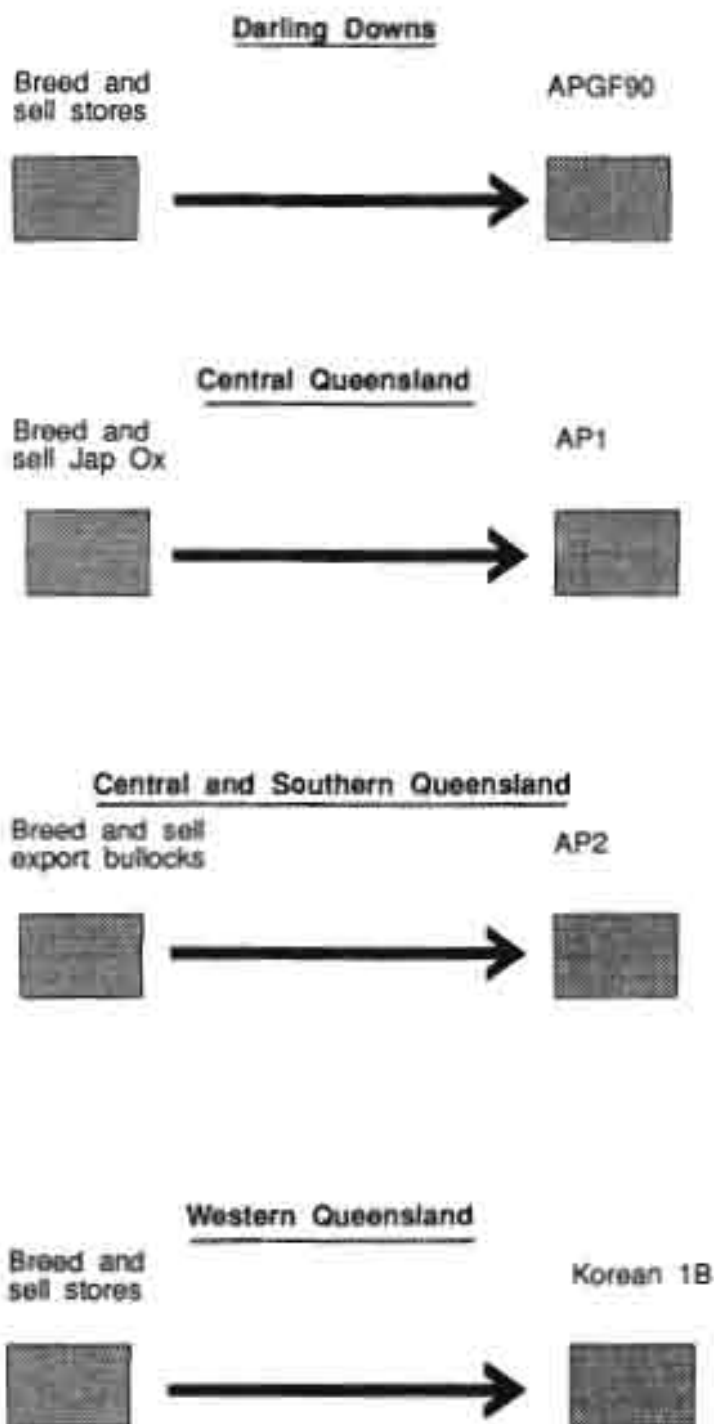 Darling Downs
Breed and
sell stores
APGF90
Central Queensland
Breed and
sell Jap Ox
AP1
Central and Southern Queensland
Breed and sell
export bullocks
AP2
Western Queensland
Breed and
sell stores
Korean 1B